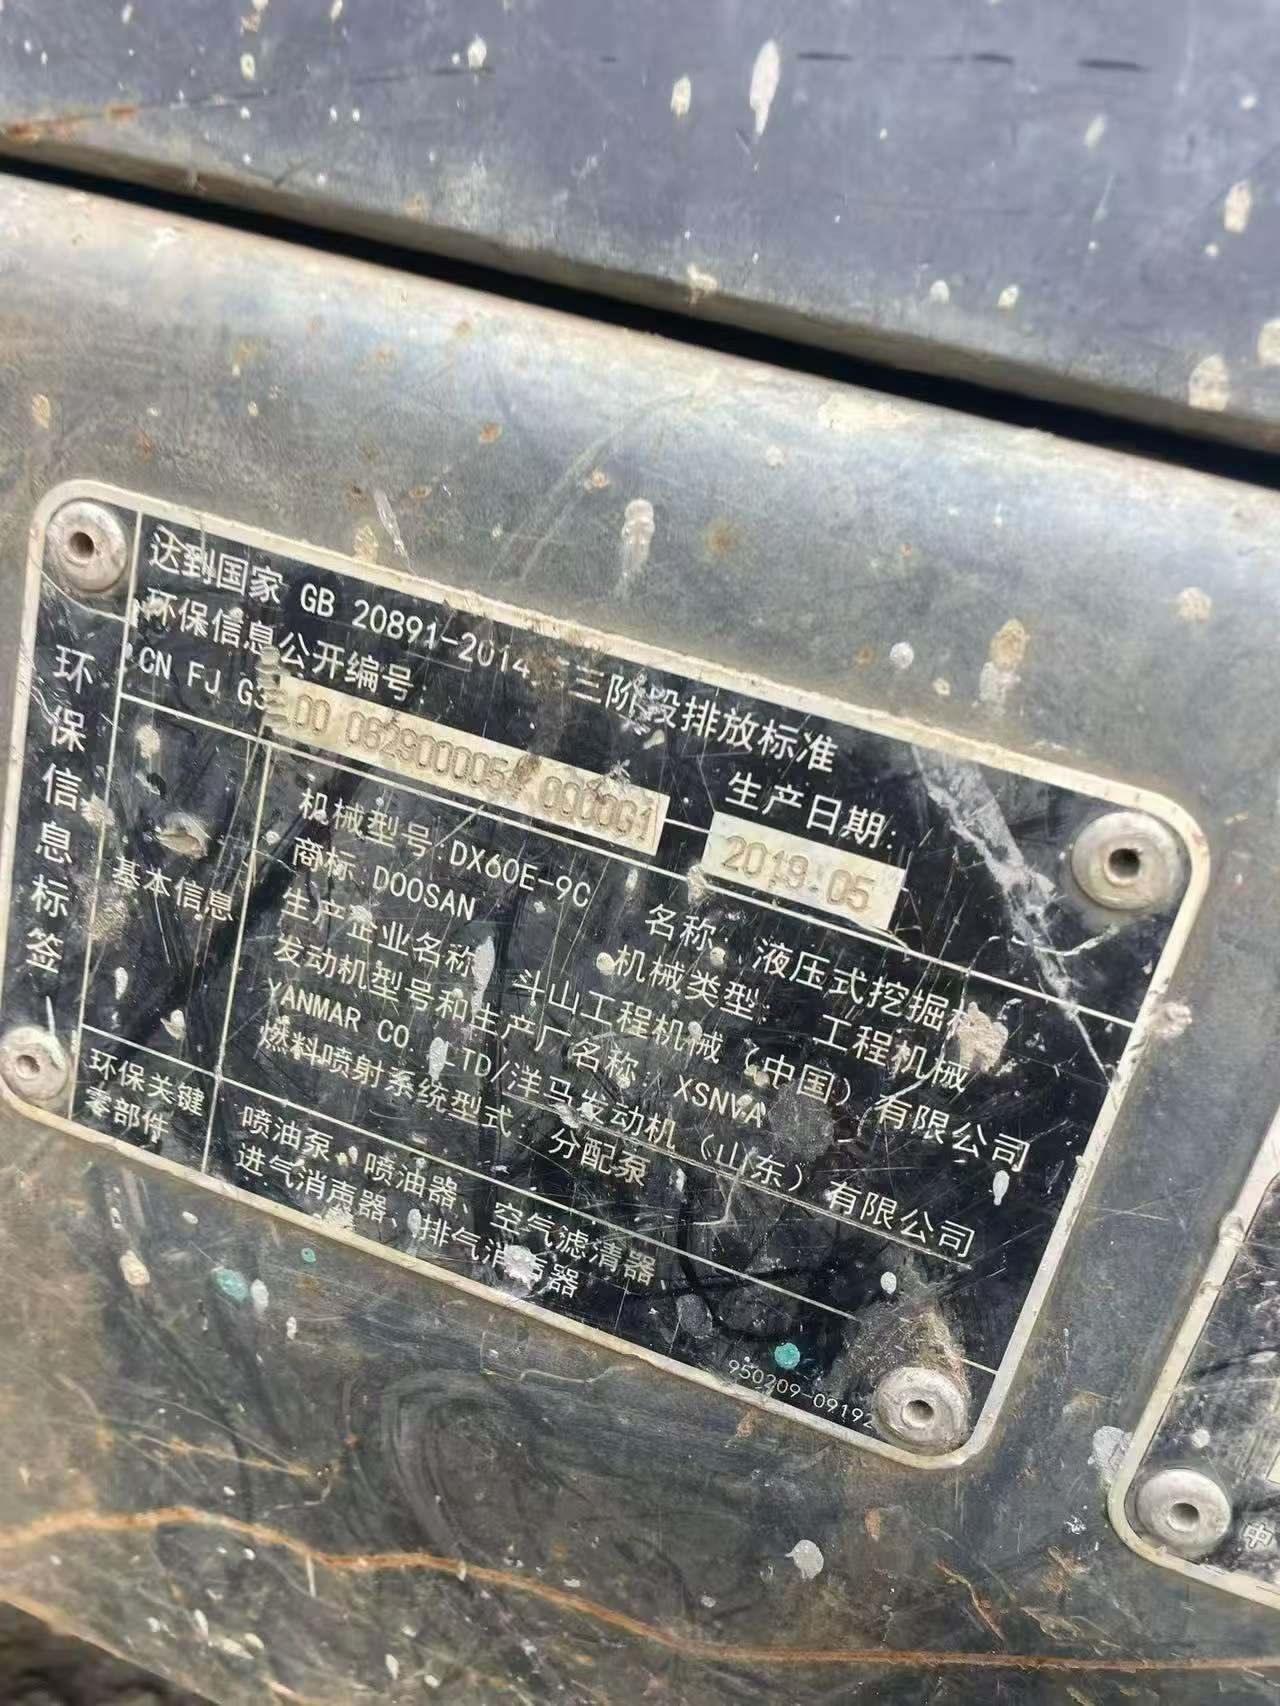 达到国家 GB 20891-2014 三阶段排放标准
环保信息公开编号:
生产日期:
CN FJ G3 00 0629000054 000001
2018.05
环保信息标签
基本信息
机械型号:DX60E-9C 名称: 液压式挖掘机
商标:DOOSAN 机械类型: 工程机械
生产企业名称: 斗山工程机械(中国)有限公司
发动机型号和生产厂名称: XSNVA
YANMAR CO. LTD/洋马发动机(山东)有限公司
燃料喷射系统型式: 分配泵
环保关键
零部件
喷油泵、喷油器、空气滤清器、
进气消声器、排气消声器
950209-09192
中